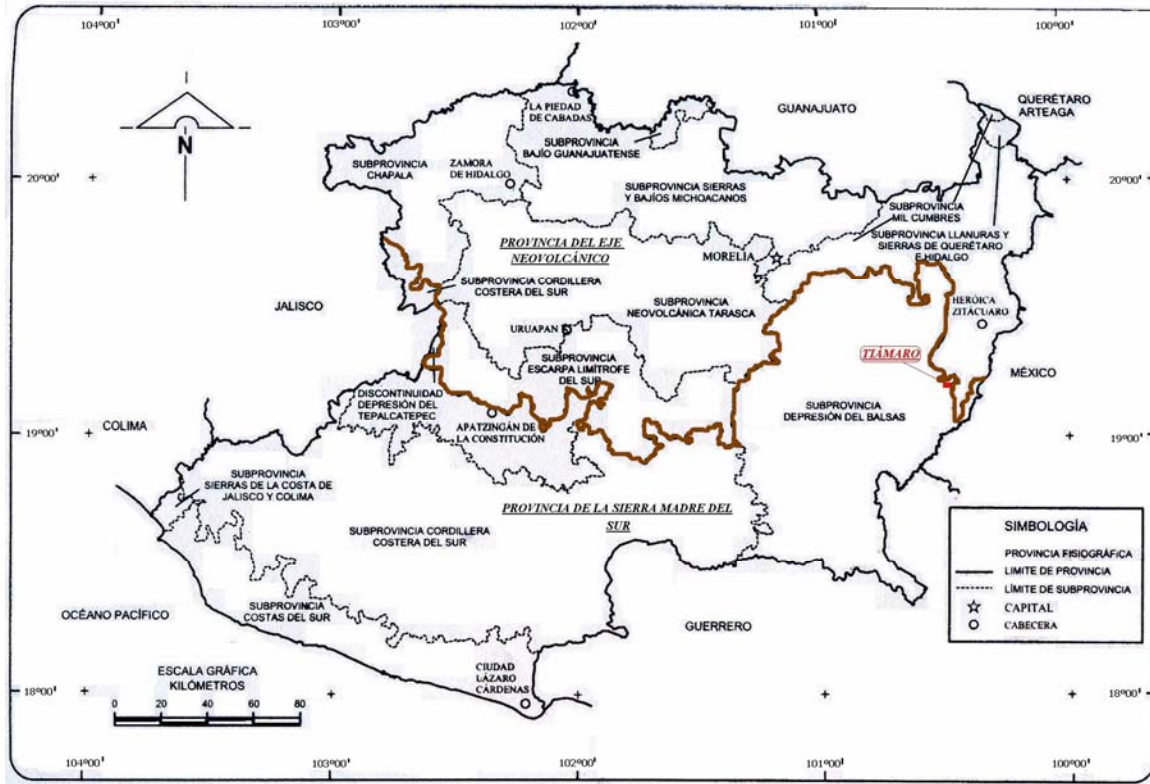 104°00'
103°00'
102°00'
101°00'
100°00'
GUANAJUATO
QUERÉTARO
ARTEAGA
LA PIEDAD
DE CABADAS
SUBPROVINCIA
BAJÍO GUANAJUATENSE
N
SUBPROVINCIA
CHAPALA
ZAMORA
DE HIDALGO
20°00'
20°00'
SUBPROVINCIA SIERRAS
Y BAJÍOS MICHOACANOS
SUBPROVINCIA
MIL CUMBRES
SUBPROVINCIA LLANURAS Y
SIERRAS DE QUERÉTARO
E HIDALGO
PROVINCIA DEL EJE
NEOVOLCÁNICO
MORELIA
JALISCO
SUBPROVINCIA CORDILLERA
COSTERA DEL SUR
SUBPROVINCIA
NEOVOLCÁNICA TARASCA
HERÓICA
ZITÁCUARO
URUAPAN
TIÁMARO
MÉXICO
SUBPROVINCIA
ESCARPA LIMÍTROFE
DEL SUR
DISCONTINUIDAD
DEPRESIÓN DEL
TEPALCATEPEC
SUBPROVINCIA
DEPRESIÓN DEL BALSAS
APATZINGÁN DE
LA CONSTITUCIÓN
COLIMA
19°00'
19°00'
SUBPROVINCIA
SIERRAS DE LA COSTA DE
JALISCO Y COLIMA
PROVINCIA DE LA SIERRA MADRE DEL
SUR
SUBPROVINCIA CORDILLERA
COSTERA DEL SUR
SIMBOLOGÍA
PROVINCIA FISIOGRÁFICA
LIMITE DE PROVINCIA
LÍMITE DE SUBPROVINCIA
CAPITAL
CABECERA
OCÉANO PACÍFICO
SUBPROVINCIA
COSTAS DEL SUR
GUERRERO
CIUDAD
LÁZARO
CÁRDENAS
ESCALA GRÁFICA
KILÓMETROS
0 20 40 60 80
18°00'
18°00'
104°00'
103°00'
102°00'
101°00'
100°00'